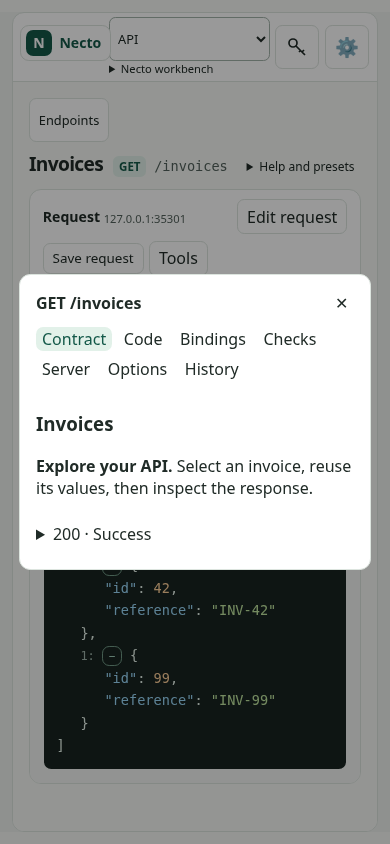 N Necto API
Necto workbench
Endpoints
Invoices GET /invoices Help and presets
Request 127.0.0.1:35301 Edit request
Save request Tools
GET /invoices ✕
Contract Code Bindings Checks
Server Options History
Invoices
Explore your API. Select an invoice, reuse
its values, then inspect the response.
200 · Success
"id": 42,
"reference": "INV-42"
},
1: − {
"id": 99,
"reference": "INV-99"
}
]